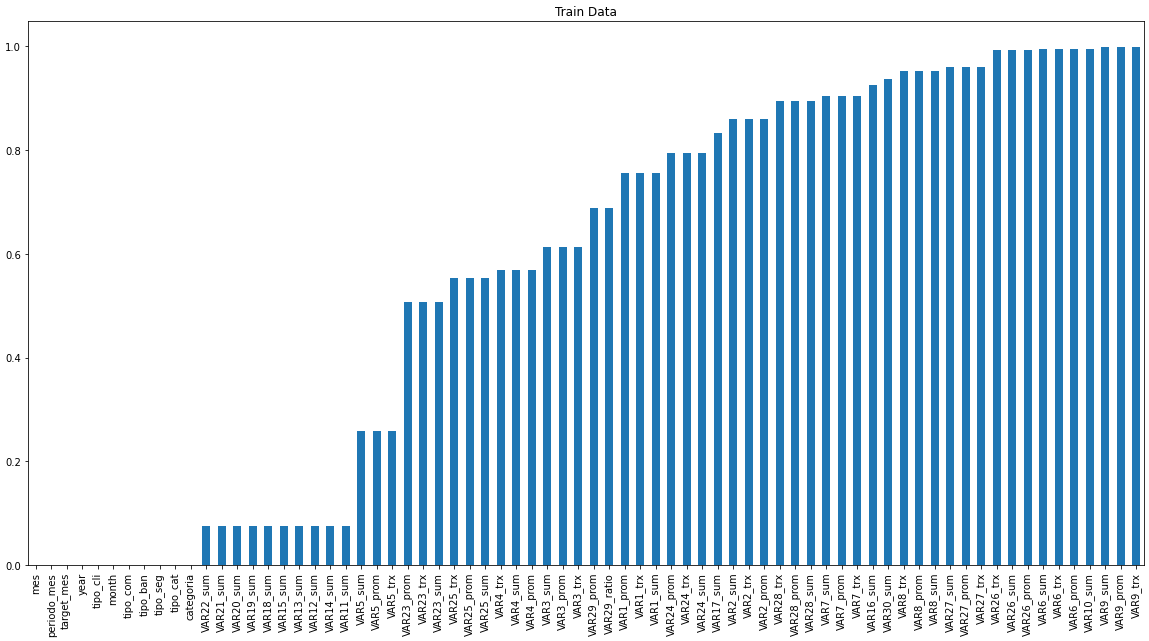 Train Data
1.0
0.8
0.6
0.4
0.2
0.0
mes
periodo_mes
target_mes
year
tipo_cli
month
tipo_com
tipo_ban
tipo_seg
tipo_cat
categoria
VAR22_sum
VAR21_sum
VAR20_sum
VAR19_sum
VAR18_sum
VAR15_sum
VAR13_sum
VAR12_sum
VAR14_sum
VAR11_sum
VAR5_sum
VAR5_prom
VAR5_trx
VAR23_prom
VAR23_trx
VAR23_sum
VAR25_trx
VAR25_prom
VAR25_sum
VAR4_trx
VAR4_sum
VAR4_prom
VAR3_sum
VAR3_prom
VAR3_trx
VAR29_prom
VAR29_ratio
VAR1_prom
VAR1_trx
VAR1_sum
VAR24_prom
VAR24_trx
VAR24_sum
VAR17_sum
VAR2_sum
VAR2_trx
VAR2_prom
VAR28_trx
VAR28_prom
VAR28_sum
VAR7_sum
VAR7_prom
VAR7_trx
VAR16_sum
VAR30_sum
VAR8_trx
VAR8_prom
VAR8_sum
VAR27_sum
VAR27_prom
VAR27_trx
VAR26_trx
VAR26_sum
VAR26_prom
VAR6_sum
VAR6_trx
VAR6_prom
VAR10_sum
VAR9_sum
VAR9_prom
VAR9_trx